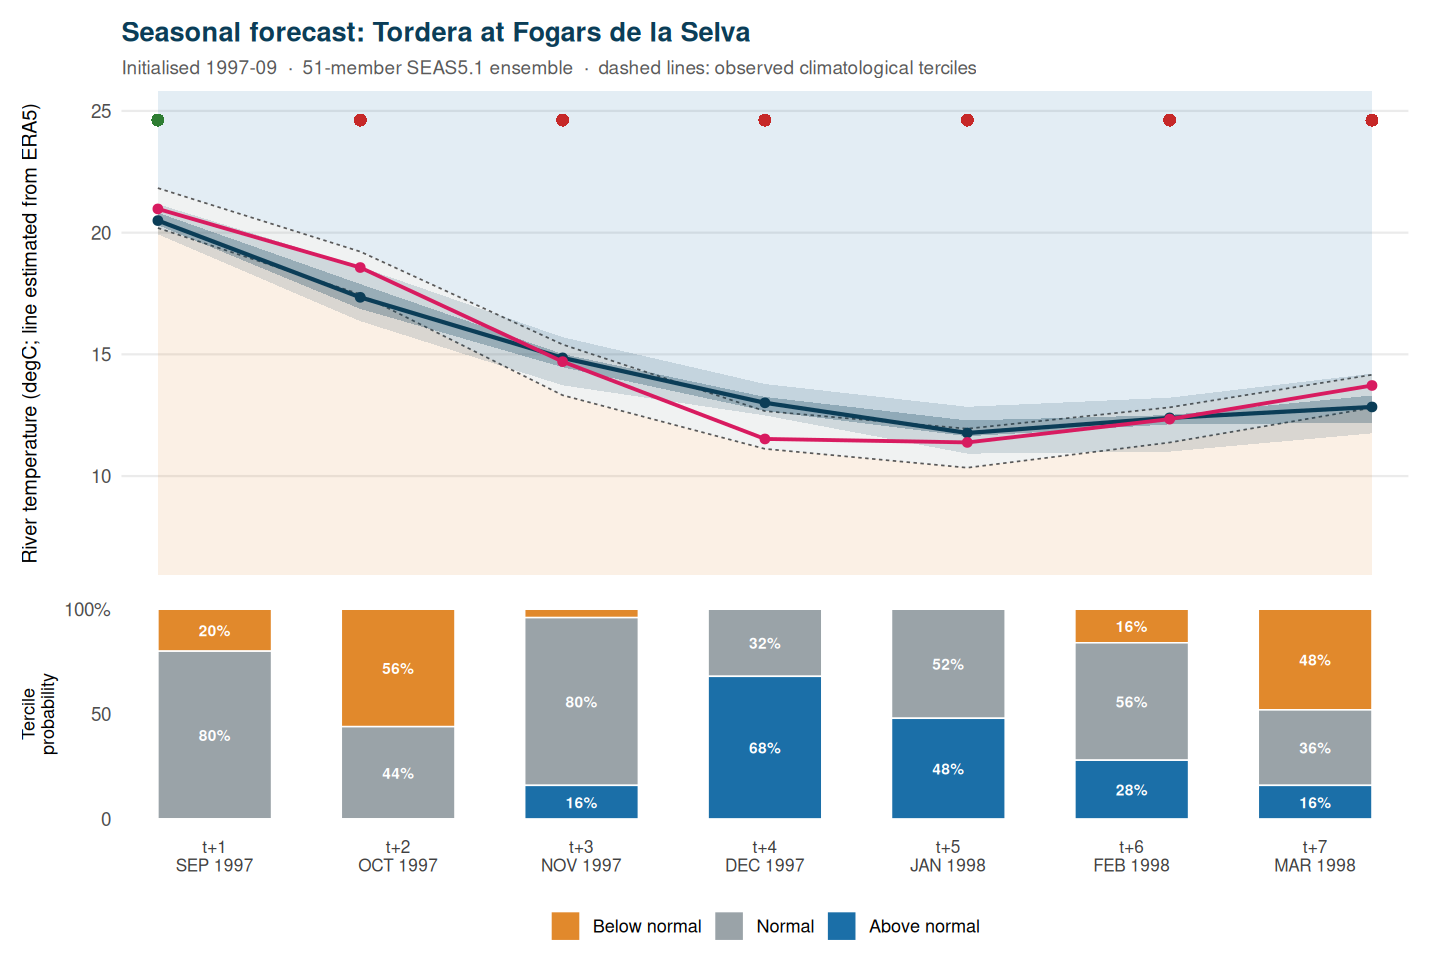 Seasonal forecast: Tordera at Fogars de la Selva
Initialised 1997-09 · 51-member SEAS5.1 ensemble · dashed lines: observed climatological terciles
River temperature (degC; line estimated from ERA5)
25
20
15
10
Tercile
probability
100%
50
0
20%
80%
56%
44%
80%
16%
32%
68%
52%
48%
16%
56%
28%
48%
36%
16%
t+1
SEP 1997
t+2
OCT 1997
t+3
NOV 1997
t+4
DEC 1997
t+5
JAN 1998
t+6
FEB 1998
t+7
MAR 1998
Below normal
Normal
Above normal